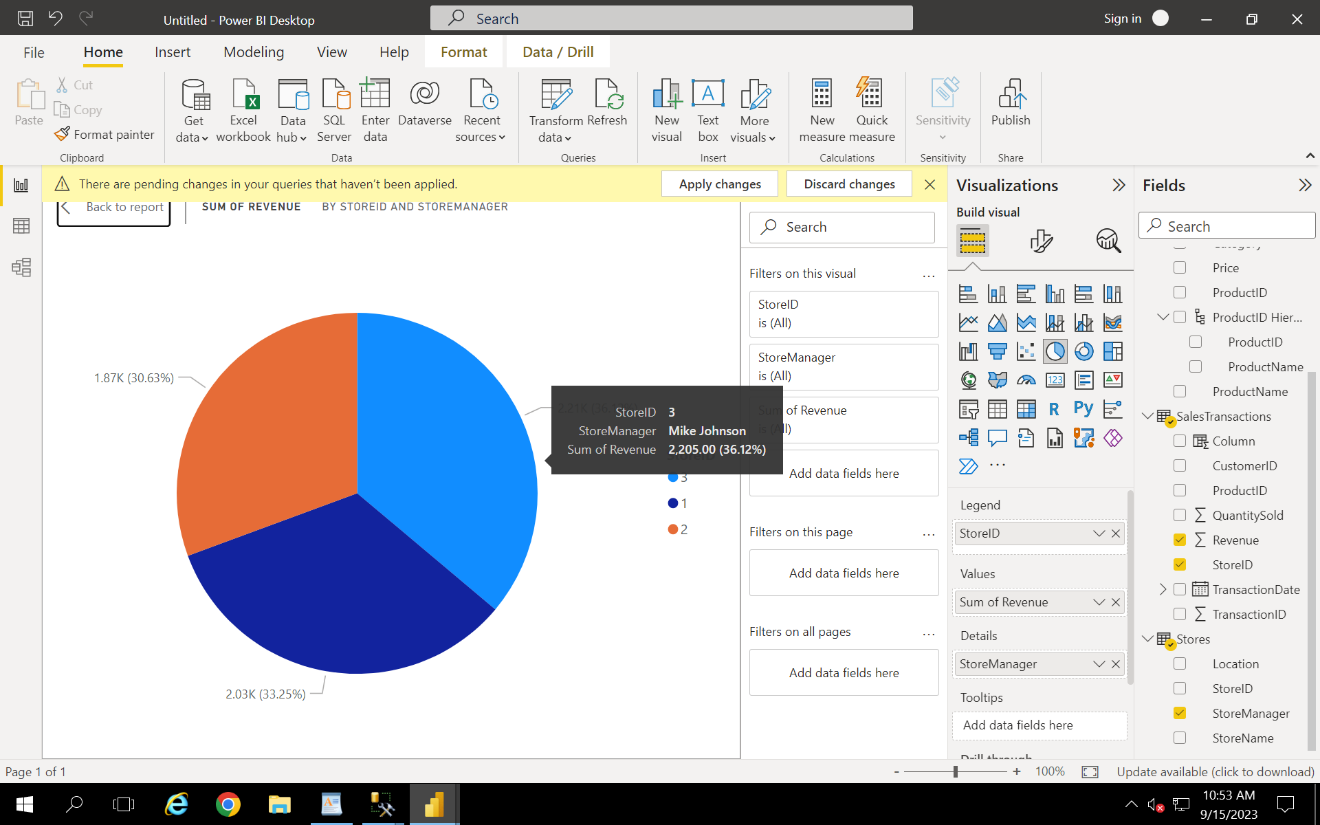 Untitled - Power BI Desktop
Search
Sign in
File
Home
Insert
Modeling
View
Help
Format
Data / Drill
Paste
Cut
Copy
Format painter
Clipboard
Get data
Excel workbook
Data hub
SQL Server
Enter data
Dataverse
Recent sources
Data
Transform data
Refresh
Queries
New visual
Text box
More visuals
Insert
New measure
Quick measure
Calculations
Sensitivity
Sensitivity
Publish
Share
There are pending changes in your queries that haven't been applied.
Apply changes
Discard changes
Back to report
SUM OF REVENUE
BY STOREID AND STOREMANAGER
1.87K (30.63%)
2.03K (33.25%)
StoreID 3
StoreManager Mike Johnson
Sum of Revenue 2,205.00 (36.12%)
3
1
2
Search
Filters on this visual
StoreID
is (All)
StoreManager
is (All)
Sum of Revenue
is (All)
Add data fields here
Filters on this page
Add data fields here
Filters on all pages
Add data fields here
Visualizations
Build visual
123
R
Py
Legend
StoreID
Values
Sum of Revenue
Details
StoreManager
Tooltips
Add data fields here
Drill through
Fields
Search
Category
Price
ProductID
ProductID Hier...
ProductID
ProductName
ProductName
SalesTransactions
Column
CustomerID
ProductID
QuantitySold
Revenue
StoreID
TransactionDate
TransactionID
Stores
Location
StoreID
StoreManager
StoreName
Page 1 of 1
- + 100%
Update available (click to download)
10:53 AM
9/15/2023